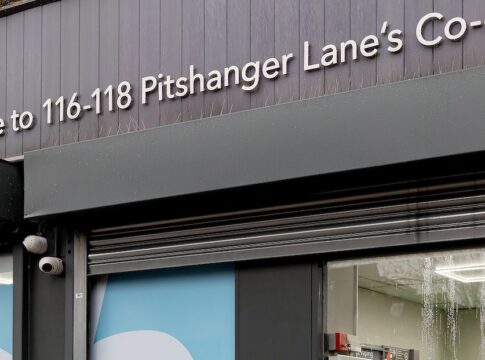 e to 116-118 Pitshanger Lane's Co-